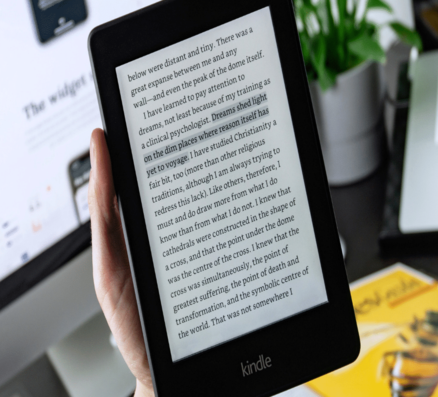 The widget
below were distant and tiny. There was a
great expanse between me and any
wall—and even the peak of the dome itself.
I have learned to pay attention to
dreams, not least because of my training as
a clinical psychologist. Dreams shed light
on the dim places where reason itself has
yet to voyage. I have studied Christianity a
fair bit, too (more than other religious
traditions, although I am always trying to
redress this lack). Like others, therefore, I
must and do draw more from what I do
know than from what I do not. I knew that
cathedrals were constructed in the shape of
a cross, and that the point under the dome
was the centre of the cross. I knew that the
cross was simultaneously, the point of
greatest suffering, the point of death and
transformation, and the symbolic centre of
the world. That was not somewhere I
kindle